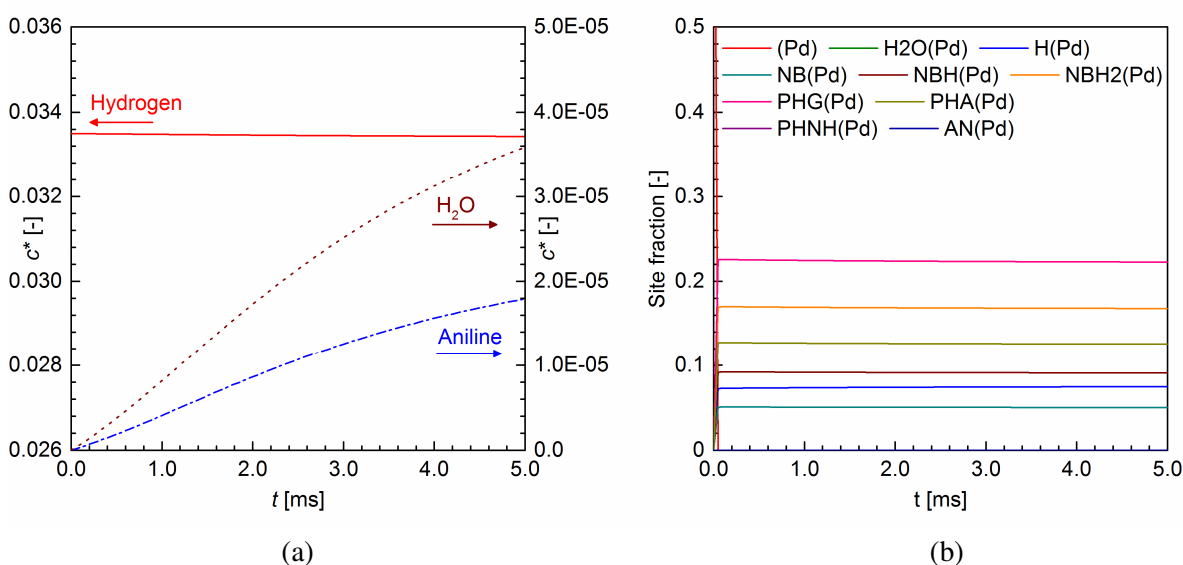 0.036
0.034
0.032
0.030
0.028
0.026
c* [-]
5.0E-05
4.0E-05
3.0E-05
2.0E-05
1.0E-05
0.0
c* [-]
Hydrogen
H₂O
Aniline
0.0 1.0 2.0 3.0 4.0 5.0
t [ms]
(a)
0.5
0.4
0.3
0.2
0.1
0
Site fraction [-]
(Pd) H2O(Pd) H(Pd)
NB(Pd) NBH(Pd) NBH2(Pd)
PHG(Pd) PHA(Pd)
PHNH(Pd) AN(Pd)
0.0 1.0 2.0 3.0 4.0 5.0
t [ms]
(b)